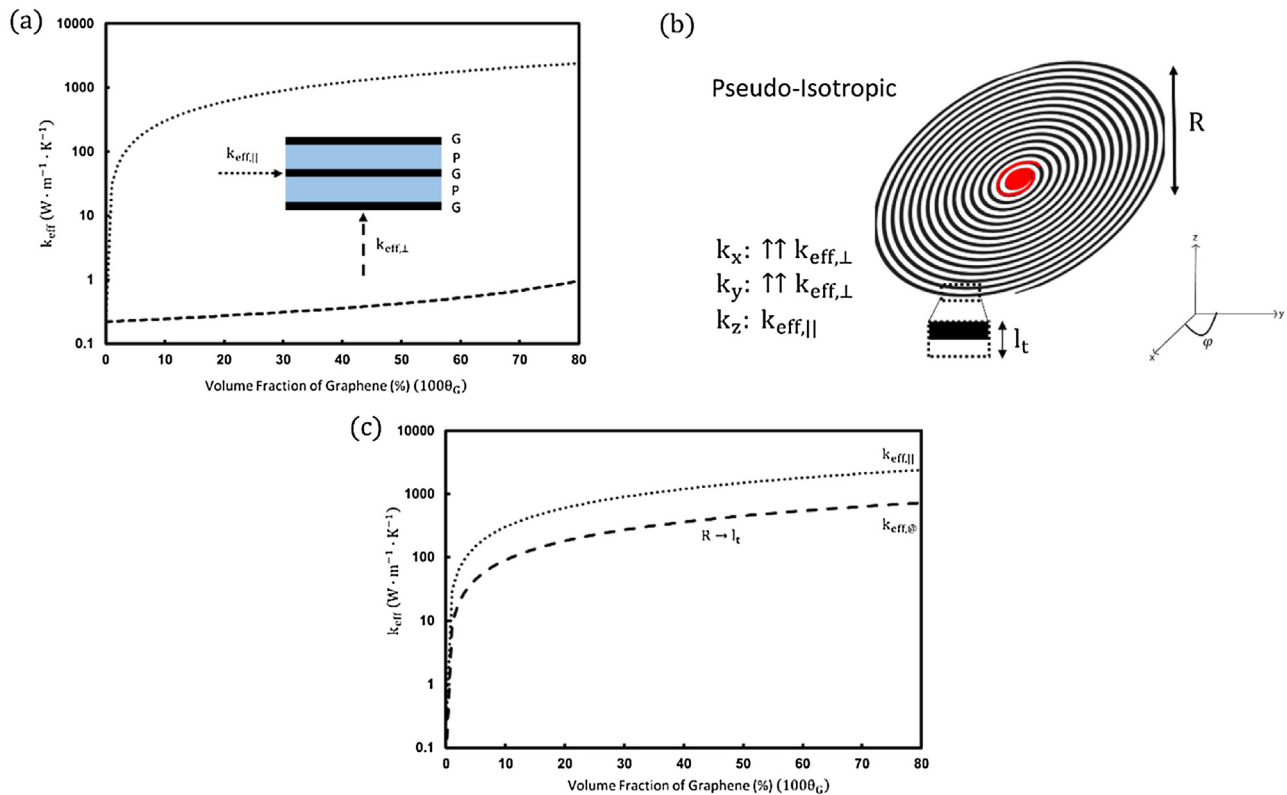 (a)
10000
1000
100
10
1
0.1
k_eff (W · m⁻¹ · K⁻¹)
k_eff,||
G
P
G
P
G
k_eff,⊥
0 10 20 30 40 50 60 70 80
Volume Fraction of Graphene (%) (100θ_G)
(b)
Pseudo-Isotropic
R
k_x: ↑↑ k_eff,⊥
k_y: ↑↑ k_eff,⊥
k_z: k_eff,||
l_t
z
y
x
φ
(c)
10000
1000
100
10
1
0.1
k_eff (W · m⁻¹ · K⁻¹)
k_eff,||
k_eff,@
R → l_t
0 10 20 30 40 50 60 70 80
Volume Fraction of Graphene (%) (100θ_G)